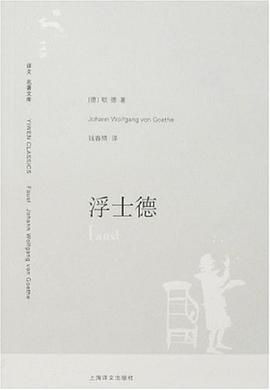 115
译文 名著文库
YIWEN CLASSICS
Faust Johann Wolfgang von Goethe
[德] 歌 德 著
Johann Wolfgang von Goethe
钱春绮 译
浮士德
Faust
上海译文出版社